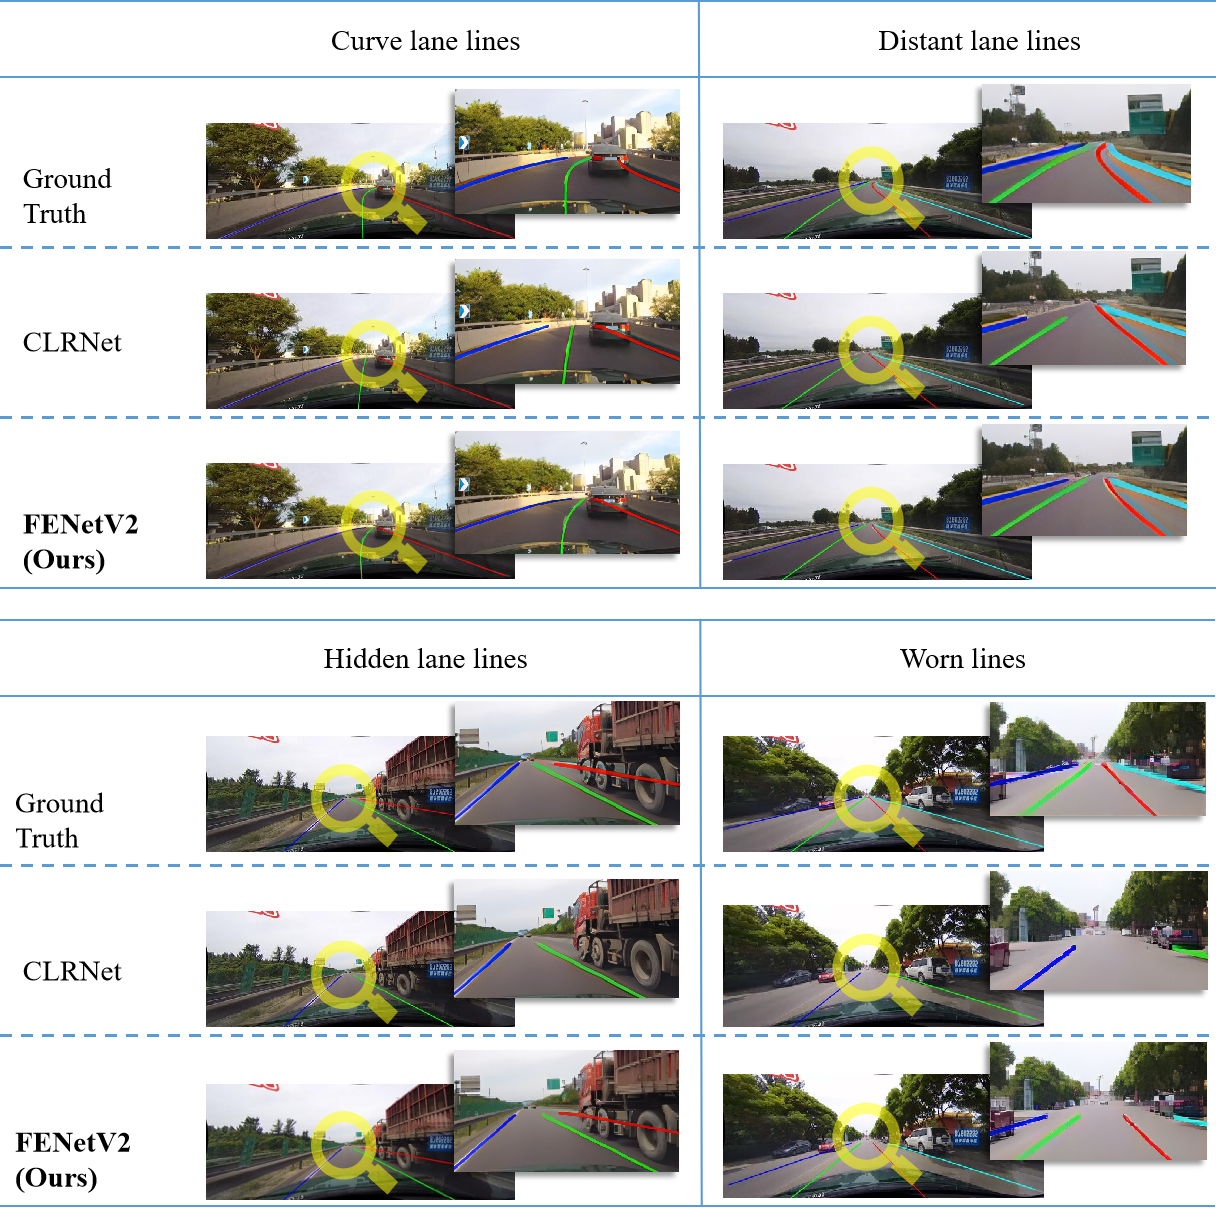 Curve lane lines
Distant lane lines
Ground
Truth
CLRNet
FENetV2
(Ours)
Hidden lane lines
Worn lines
Ground
Truth
CLRNet
FENetV2
(Ours)